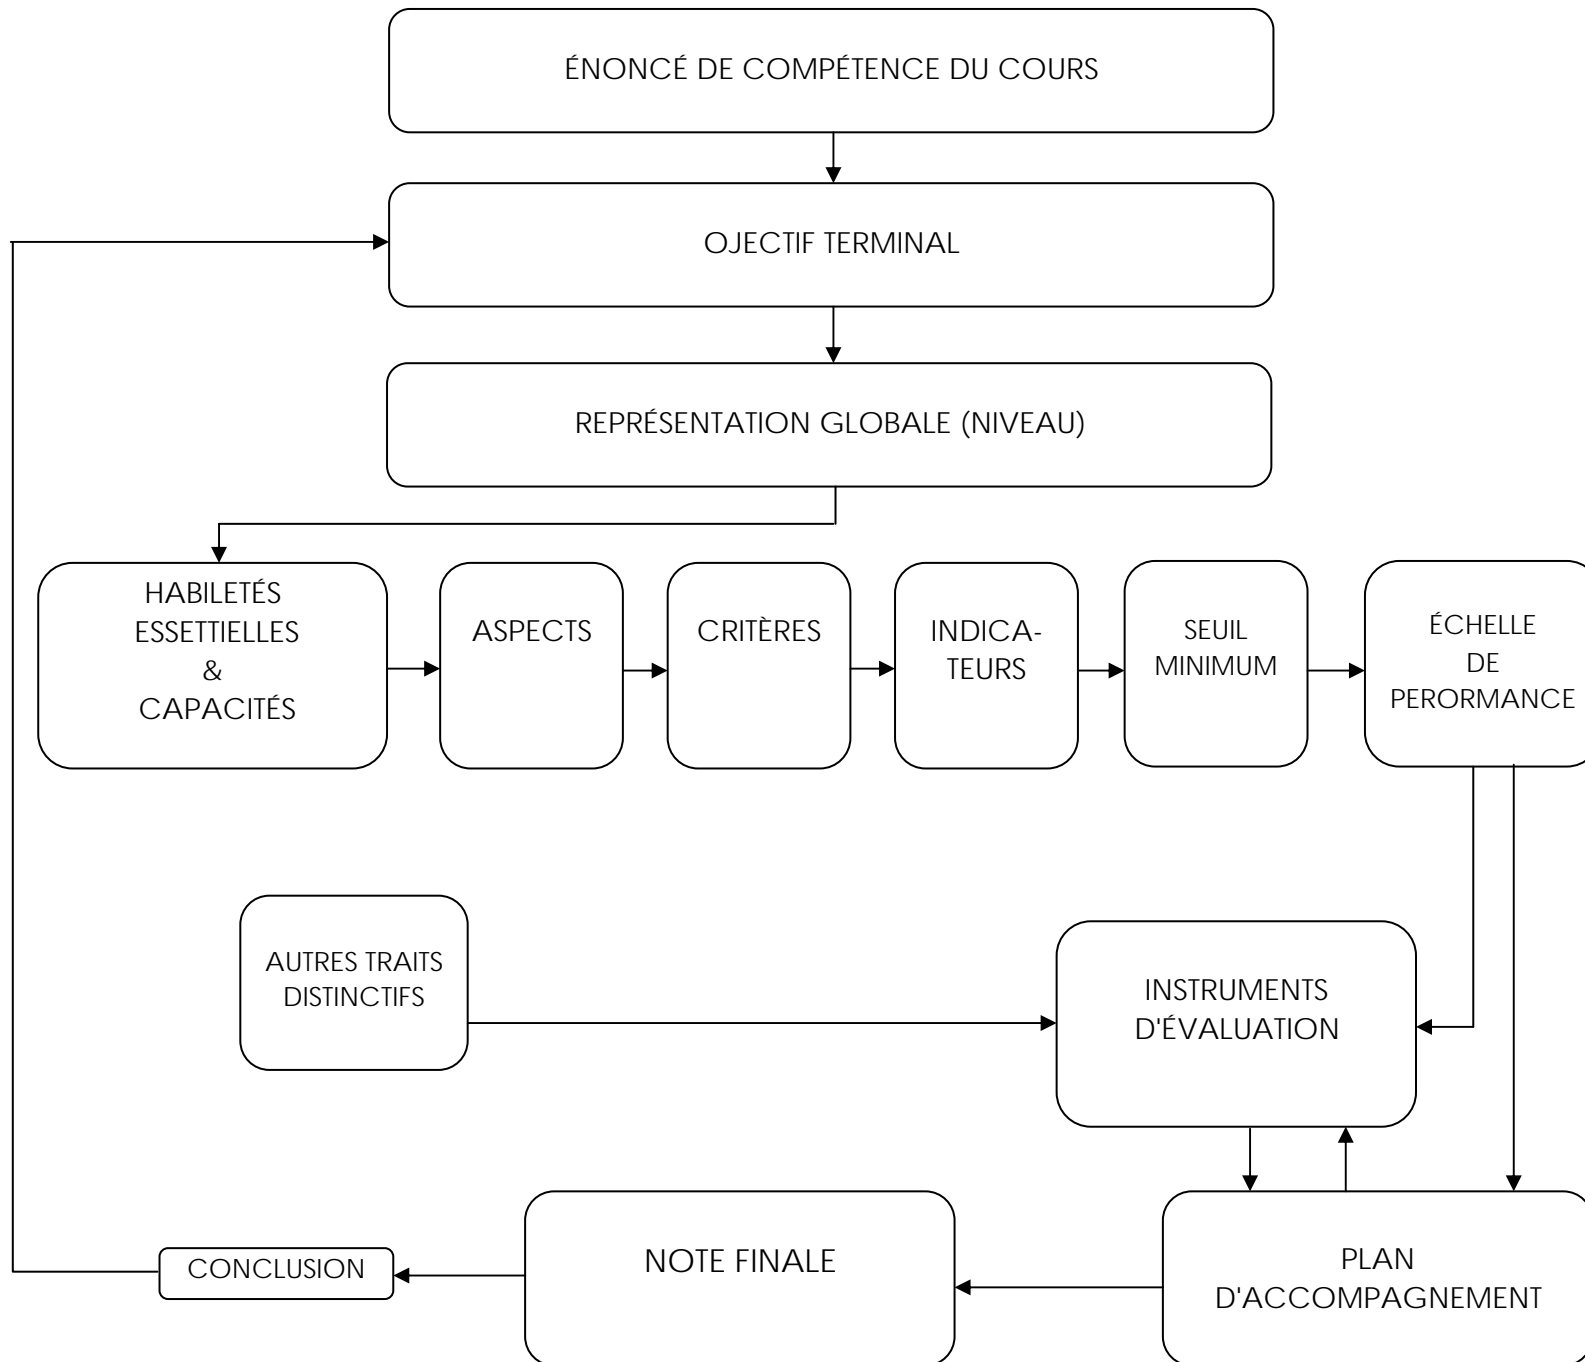 ÉNONCÉ DE COMPÉTENCE DU COURS
OJECTIF TERMINAL
REPRÉSENTATION GLOBALE (NIVEAU)
HABILETÉS
ESSETTIELLES
&
CAPACITÉS
ASPECTS
CRITÈRES
INDICA-
TEURS
SEUIL
MINIMUM
ÉCHELLE
DE
PERORMANCE
AUTRES TRAITS
DISTINCTIFS
INSTRUMENTS
D'ÉVALUATION
CONCLUSION
NOTE FINALE
PLAN
D'ACCOMPAGNEMENT